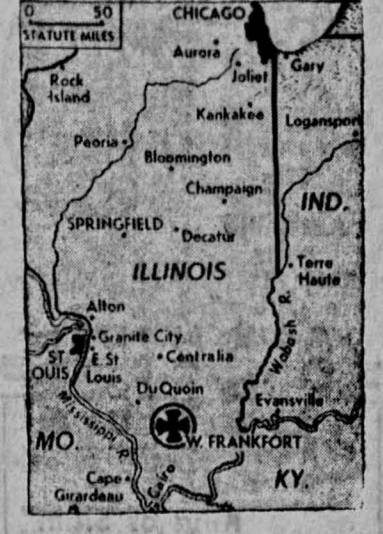 0 50
STATUTE MILES
CHICAGO
Aurora
Joliet
Gary
Rock
Island
Kankakee
Logansport
Peoria
Bloomington
Champaign
IND.
SPRINGFIELD
Decatur
ILLINOIS
Terre
Haute
Alton
Wabash R.
Granite City
ST
OUIS
E. St
Louis
Centralia
DuQuoin
Evansville
Mississippi R.
MO.
W. FRANKFORT
Cape
Girardeau
Cairo
KY.